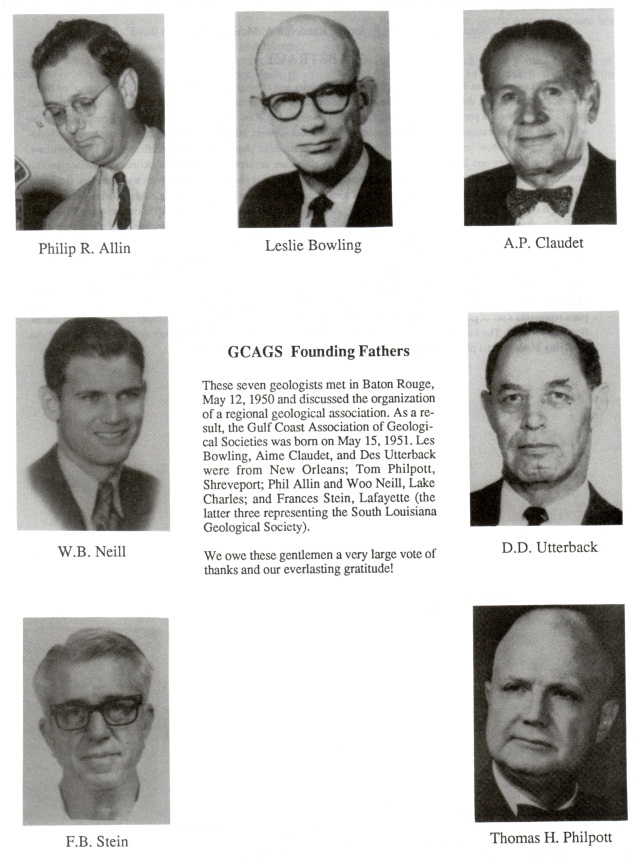 Philip R. Allin
Leslie Bowling
A.P. Claudet
W.B. Neill
GCAGS Founding Fathers
These seven geologists met in Baton Rouge,
May 12, 1950 and discussed the organization
of a regional geological association. As a re-
sult, the Gulf Coast Association of Geologi-
cal Societies was born on May 15, 1951. Les
Bowling, Aime Claudet, and Des Utterback
were from New Orleans; Tom Philpott,
Shreveport; Phil Allin and Woo Neill, Lake
Charles; and Frances Stein, Lafayette (the
latter three representing the South Louisiana
Geological Society).
We owe these gentlemen a very large vote of
thanks and our everlasting gratitude!
D.D. Utterback
F.B. Stein
Thomas H. Philpott